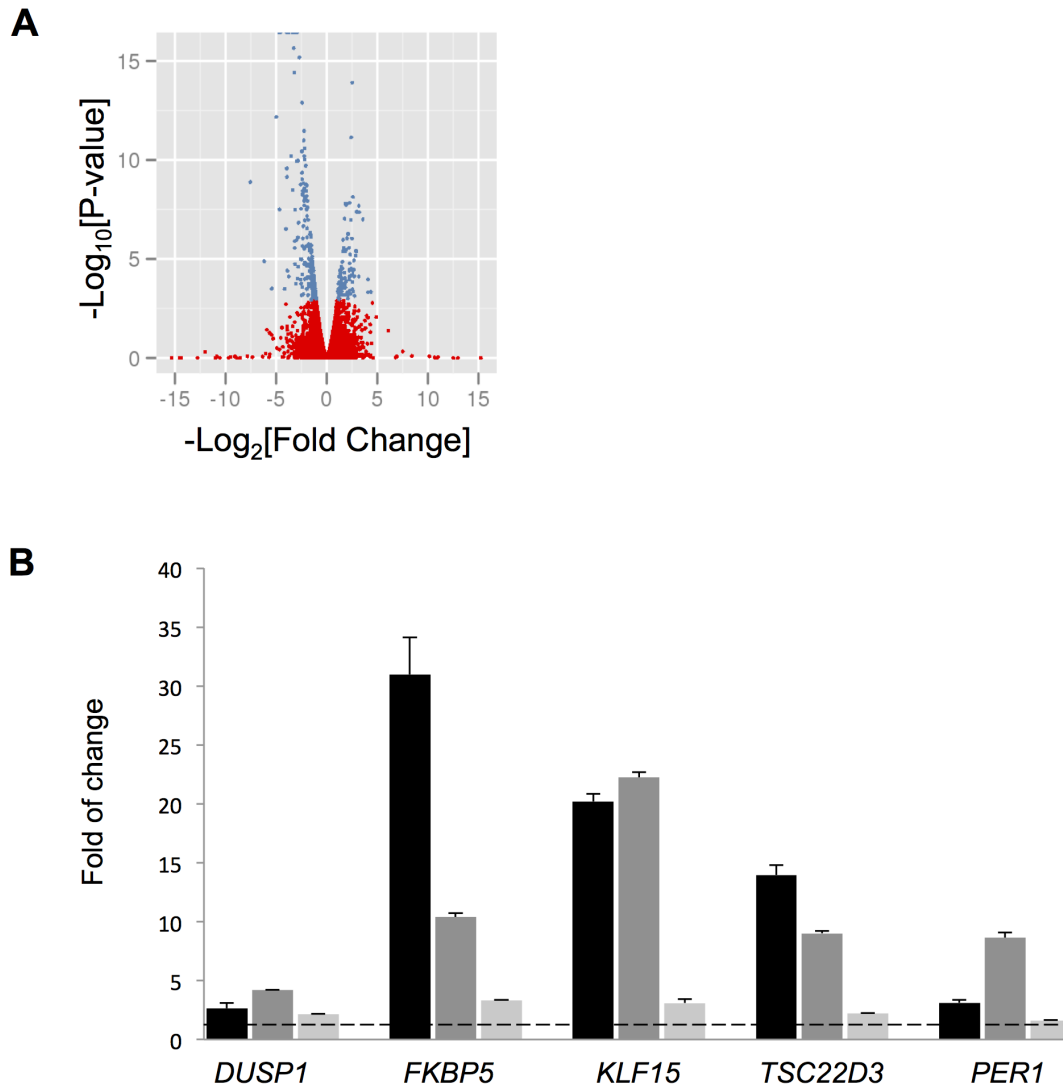 A
15
10
5
0
-Log10[P-value]
-15 -10 -5 0 5 10 15
-Log2[Fold Change]
B
40
35
30
25
20
15
10
5
0
Fold of change
DUSP1 FKBP5 KLF15 TSC22D3 PER1